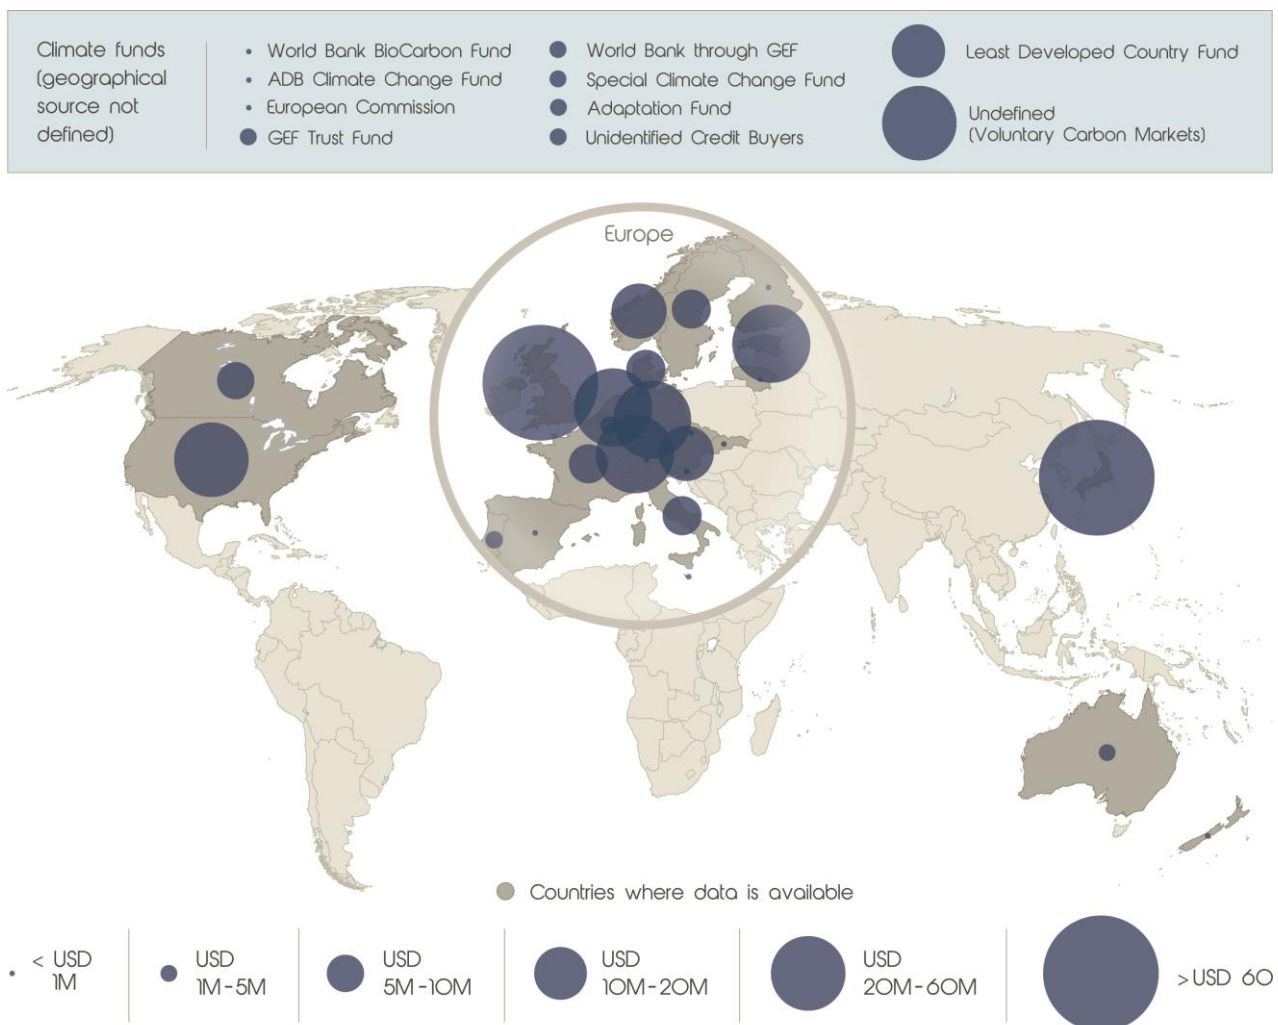 Climate funds
(geographical
source not
defined)
World Bank BioCarbon Fund
ADB Climate Change Fund
European Commission
GEF Trust Fund
World Bank through GEF
Special Climate Change Fund
Adaptation Fund
Unidentified Credit Buyers
Least Developed Country Fund
Undefined
(Voluntary Carbon Markets)
Europe
Countries where data is available
< USD
1M
USD
1M-5M
USD
5M-10M
USD
10M-20M
USD
20M-60M
>USD 60